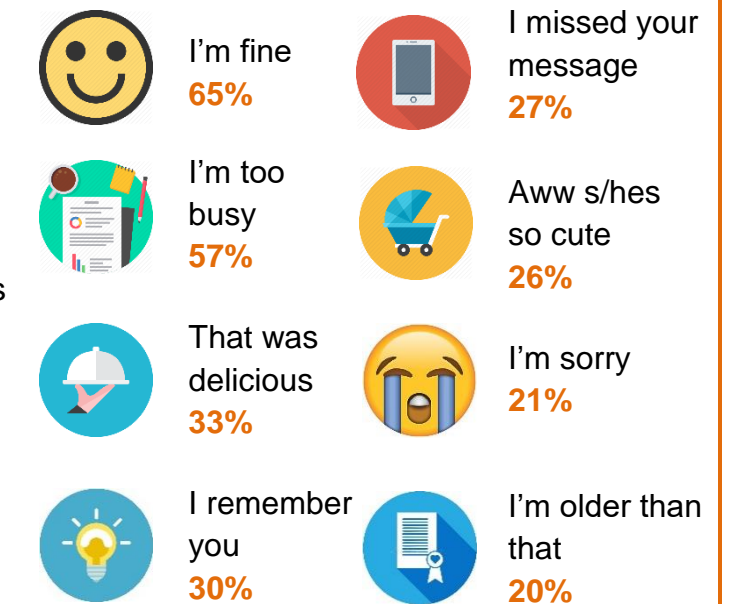 I'm fine
65%
I'm too
busy
57%
s
That was
delicious
33%
I remember
you
30%
I missed your
message
27%
Aww s/hes
so cute
26%
I'm sorry
21%
I'm older than
that
20%